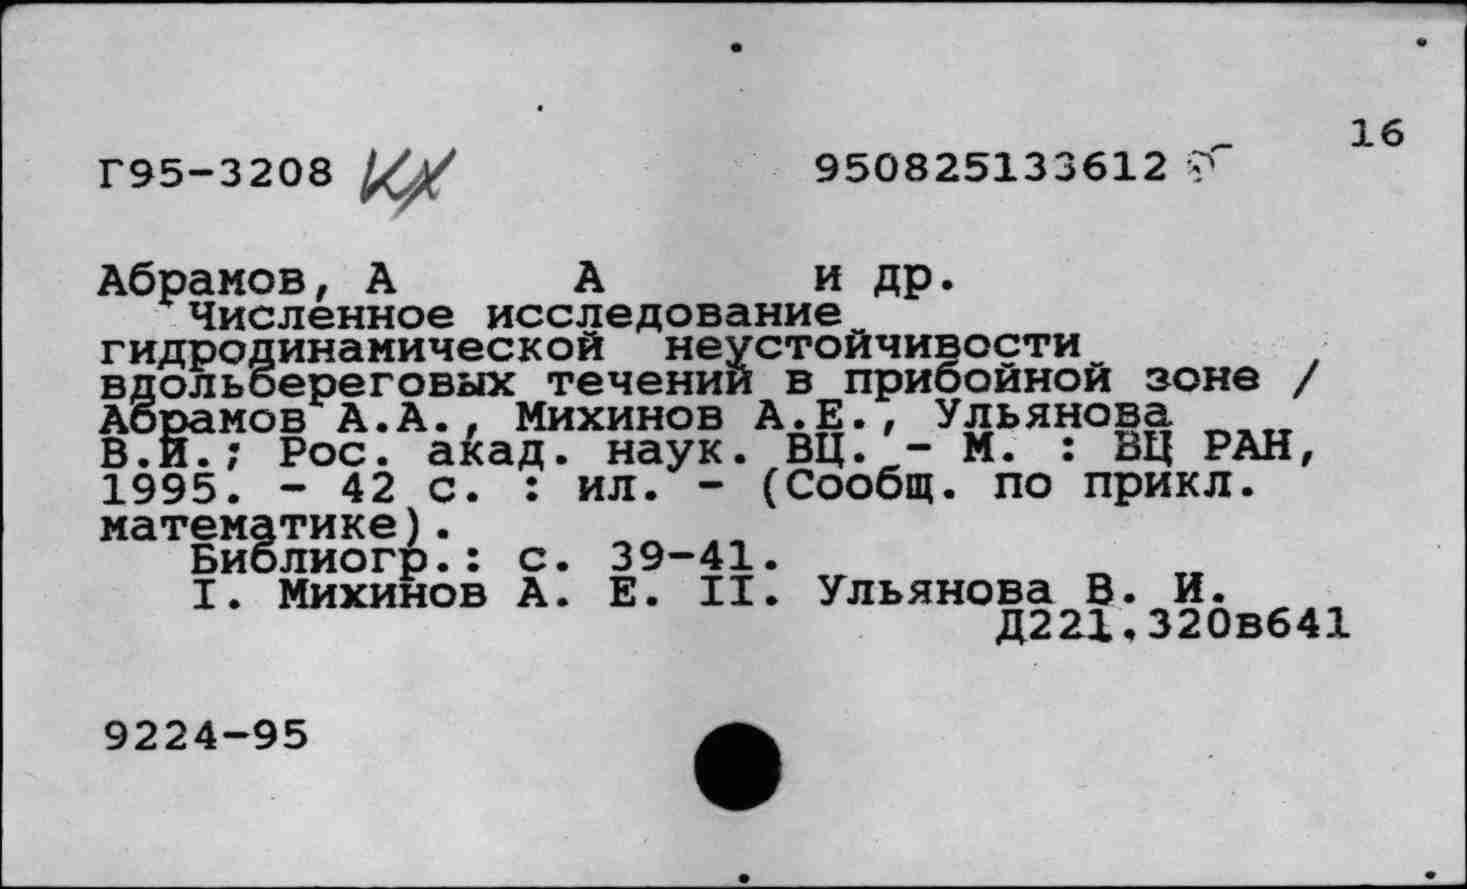 16
Г95-3208 950825133612
Абрамов, А А и др.
Численное исследование
гидродинамической неустойчивости
вдольбереговых течений в прибойной зоне /
Абрамов А.А., Михинов А.Е., Ульянова
В.И.; Рос. акад. наук. ВЦ. - М. : ВЦ РАН,
1995. - 42 с. : ил. - (Сообщ. по прикл.
математике).
Библиогр.: с. 39-41.
I. Михинов А. Е. II. Ульянова В. И.
Д221.320в641
9224-95